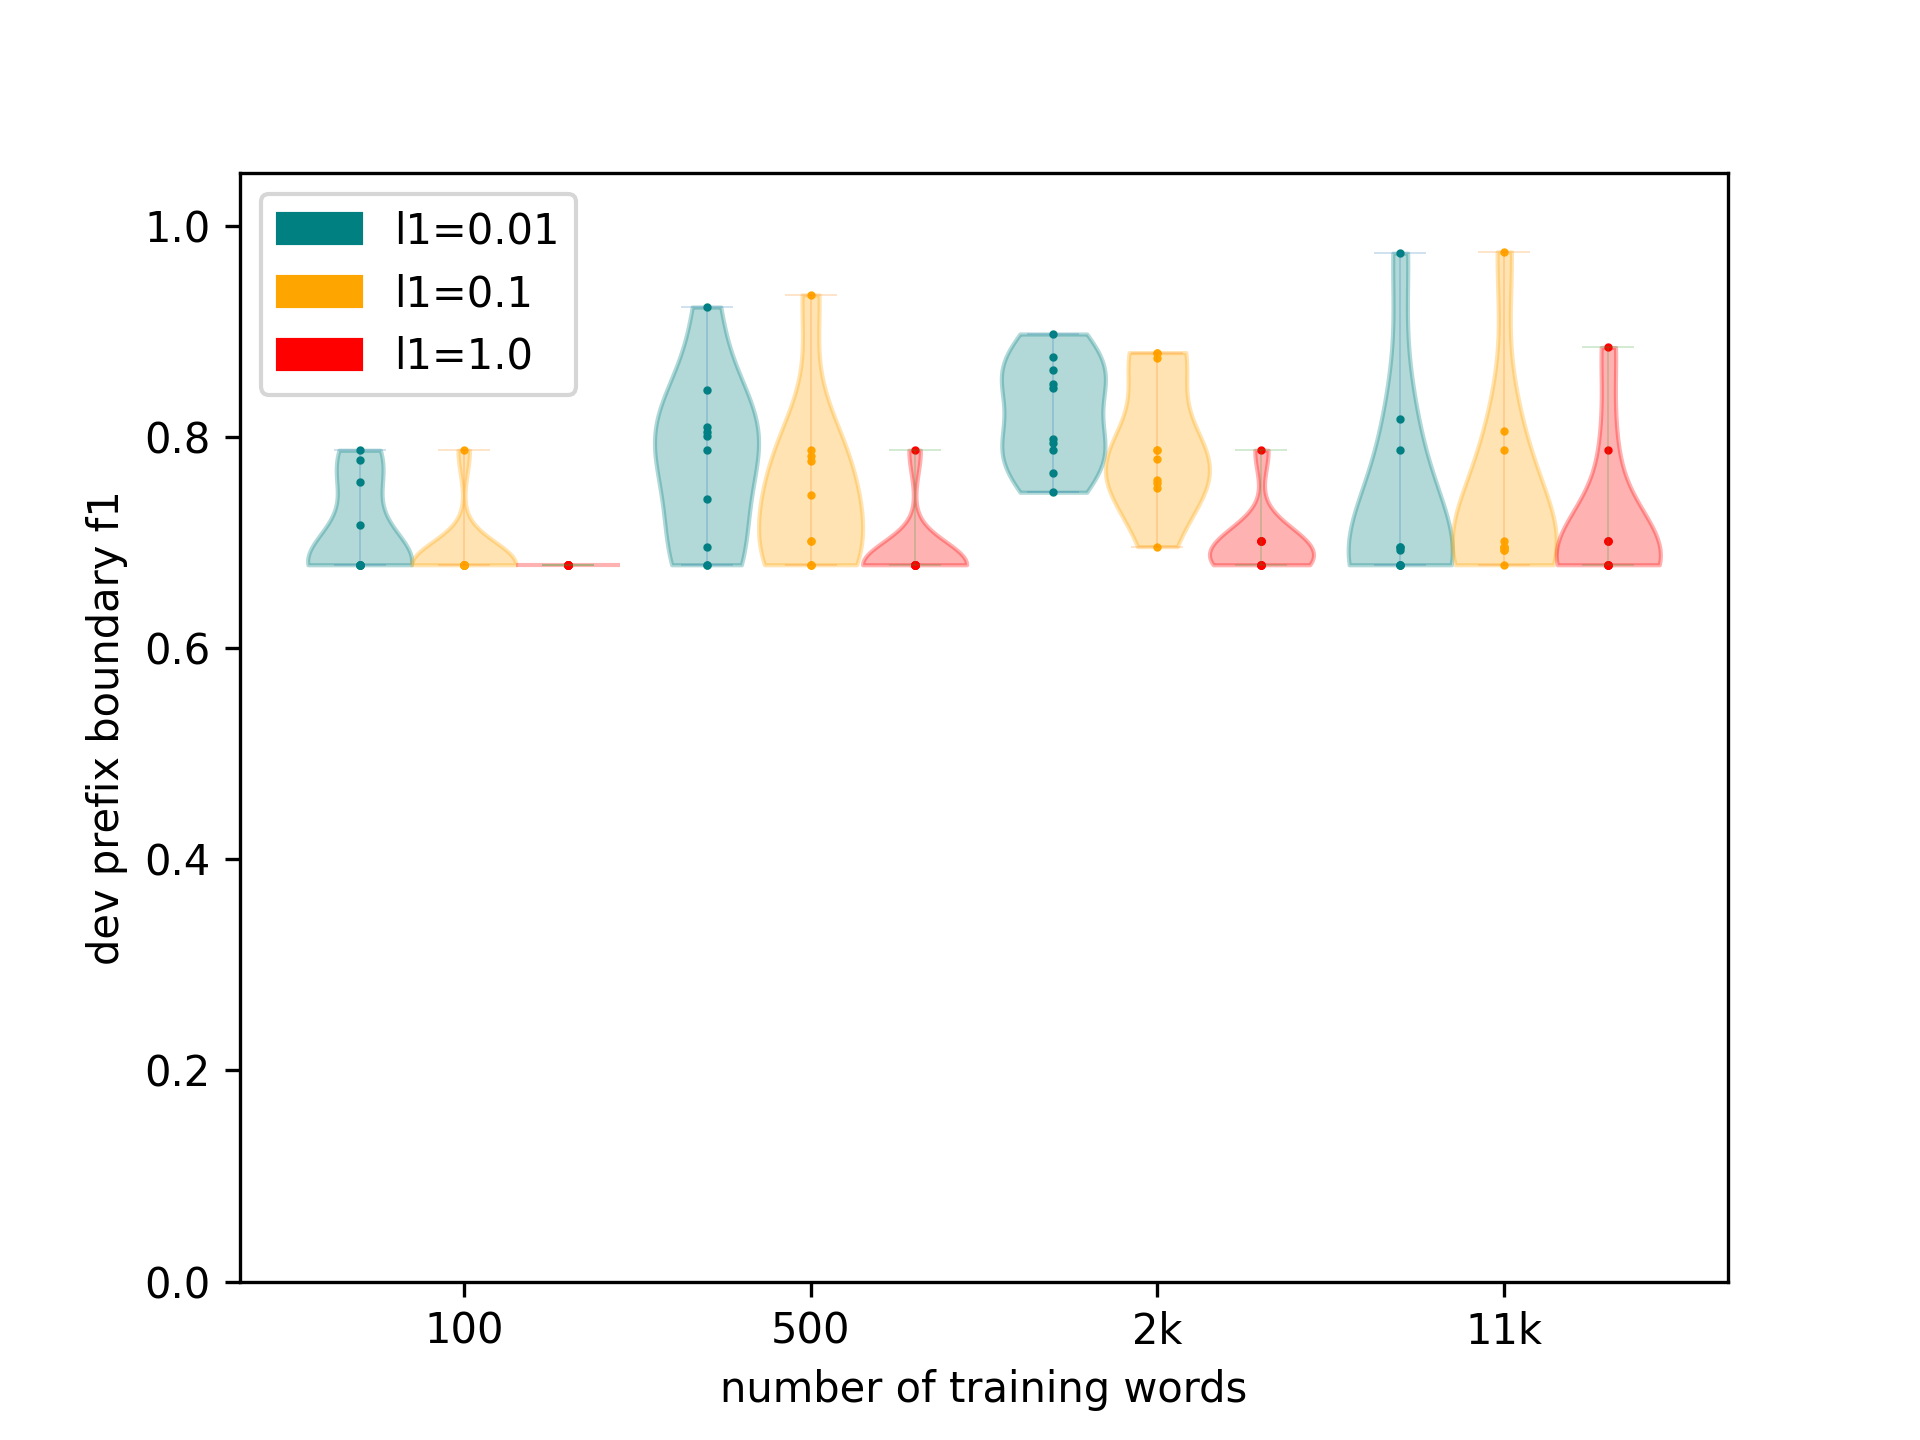 l1=0.01
l1=0.1
l1=1.0
1.0
0.8
0.6
0.4
0.2
0.0
dev prefix boundary f1
100 500 2k 11k
number of training words